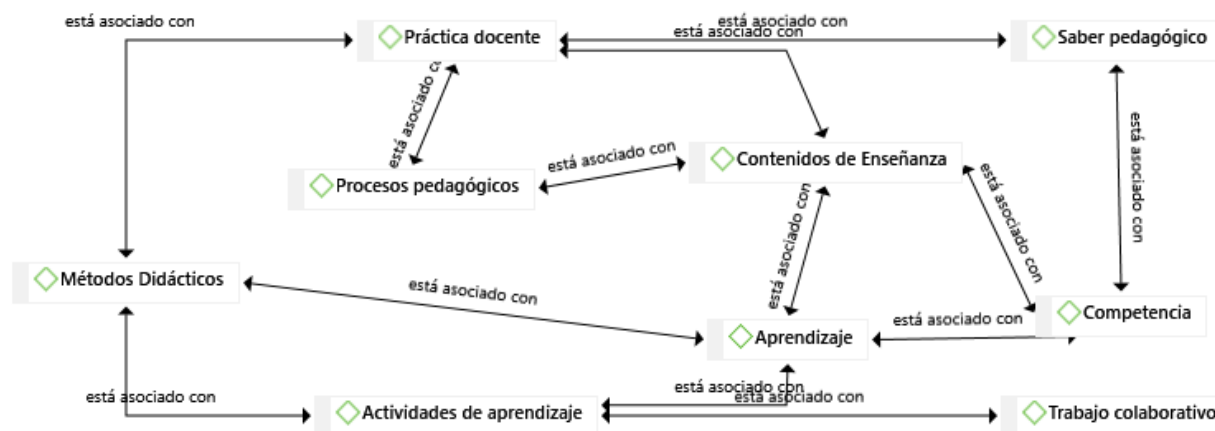 está asociado con
está asociado con
Práctica docente
está asociado con
Saber pedagógico
está asociado con
está asociado con
está asociado con
Contenidos de Enseñanza
Procesos pedagógicos
está asociado con
está asociado con
Métodos Didácticos
está asociado con
está asociado con
Competencia
Aprendizaje
está asociado con
está asociado con
está asociado con
está asociado con
Actividades de aprendizaje
Trabajo colaborativo